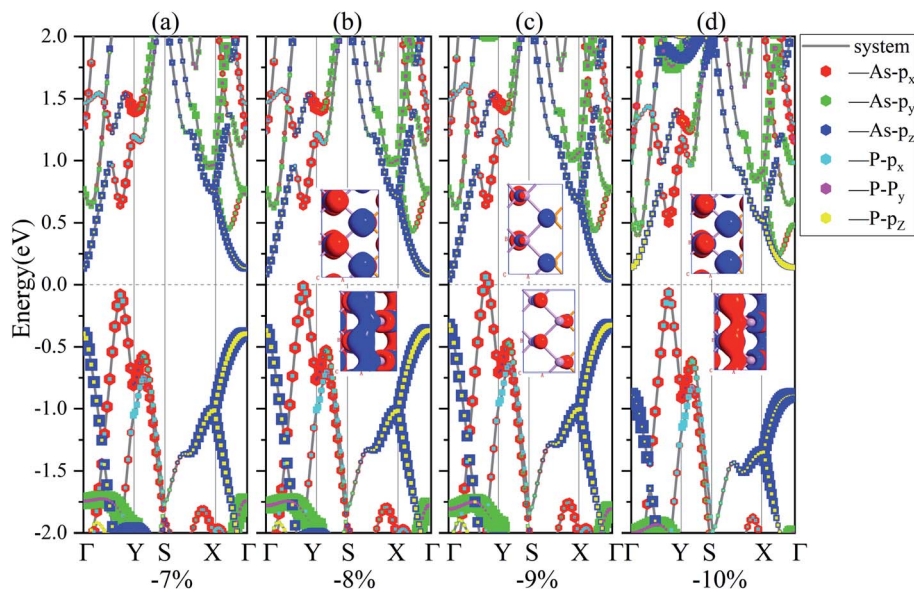 (a) (b) (c) (d)
Energy(eV)
2.0
1.5
1.0
0.5
0.0
-0.5
-1.0
-1.5
-2.0
Γ Y S X Γ Y S X Γ Y S X Γ Y S X Γ
-7% -8% -9% -10%
system
As-px
As-py
As-pz
P-px
P-Py
P-pZ